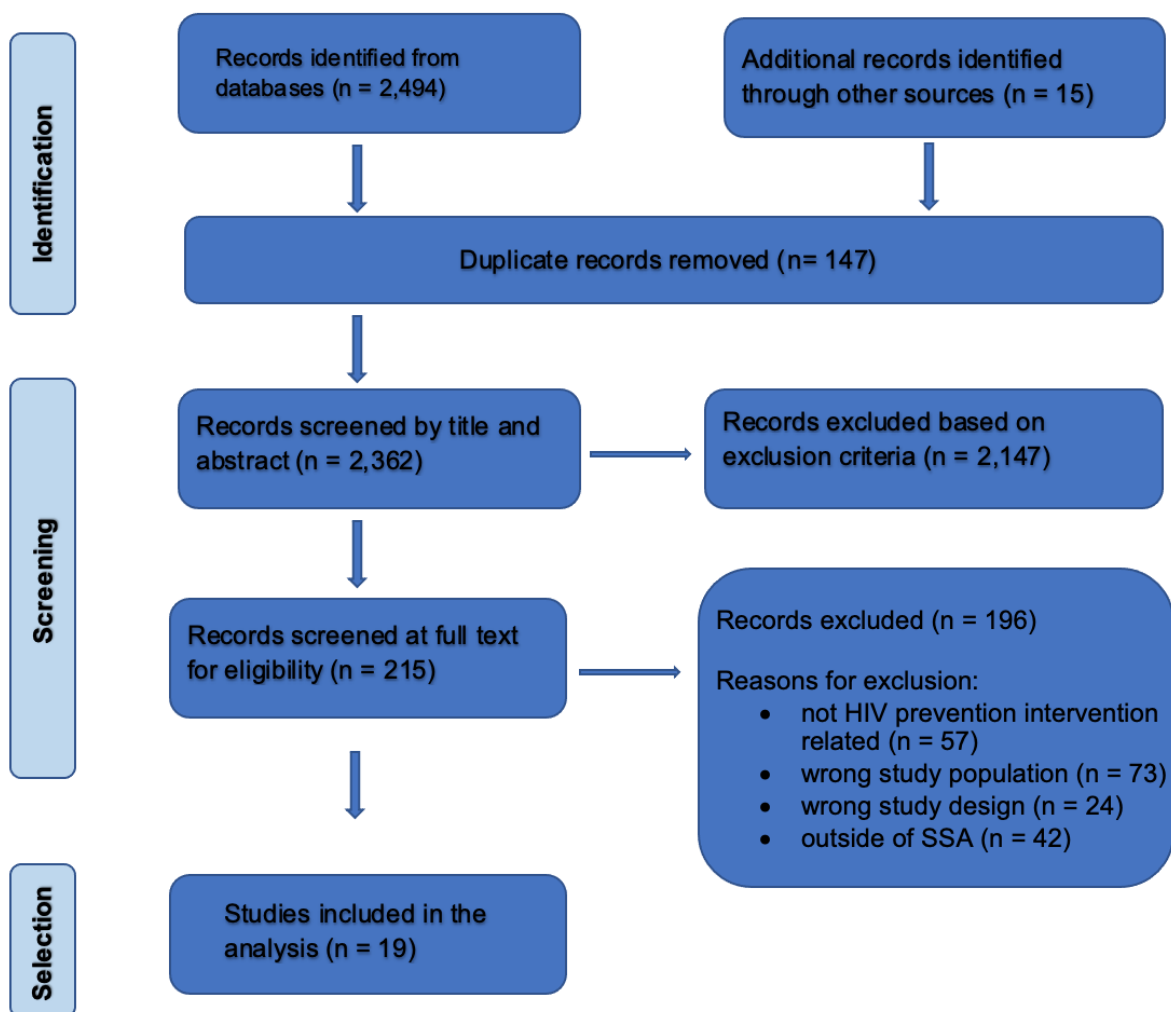 Identification
Records identified from
databases (n = 2,494)
Additional records identified
through other sources (n = 15)
Duplicate records removed (n= 147)
Screening
Records screened by title and
abstract (n = 2,362)
Records excluded based on
exclusion criteria (n = 2,147)
Records screened at full text
for eligibility (n = 215)
Records excluded (n = 196)
Reasons for exclusion:
• not HIV prevention intervention
related (n = 57)
• wrong study population (n = 73)
• wrong study design (n = 24)
• outside of SSA (n = 42)
Selection
Studies included in the
analysis (n = 19)